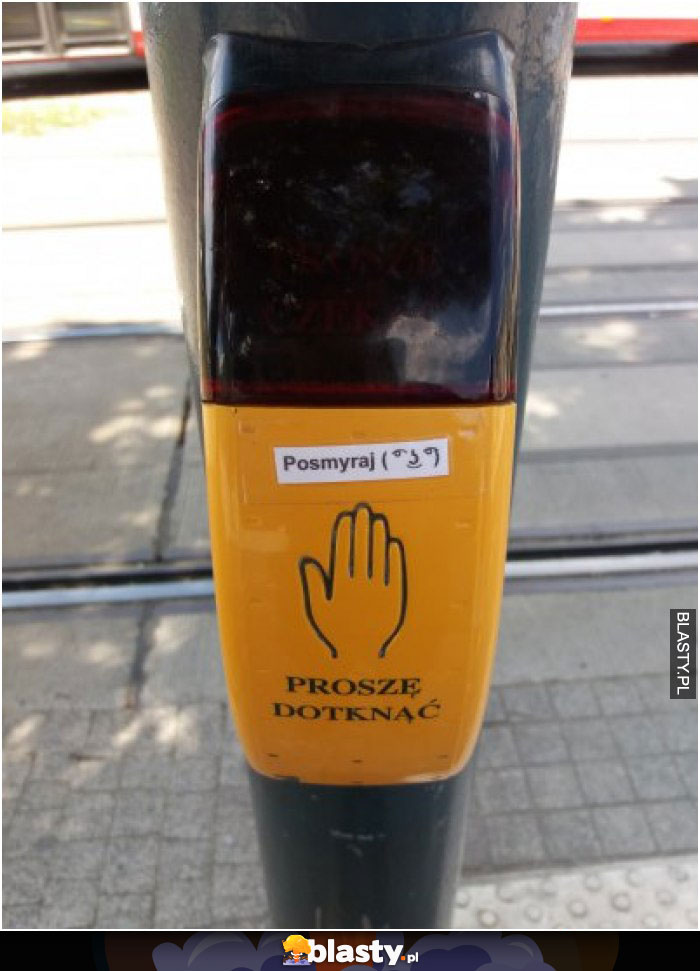 Posmyraj ( ͡° ͜ʖ ͡°)
PROSZĘ
DOTKNĄĆ
BLASTY.PL
blasty.pl